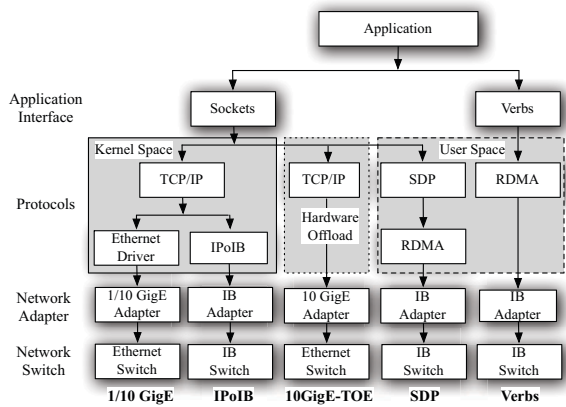 Application
Application
Interface
Sockets
Verbs
Kernel Space
User Space
Protocols
TCP/IP
TCP/IP
SDP
RDMA
Hardware
Offload
Ethernet
Driver
IPoIB
RDMA
Network
Adapter
1/10 GigE
Adapter
IB
Adapter
10 GigE
Adapter
IB
Adapter
IB
Adapter
Network
Switch
Ethernet
Switch
IB
Switch
Ethernet
Switch
IB
Switch
IB
Switch
1/10 GigE
IPoIB
10GigE-TOE
SDP
Verbs